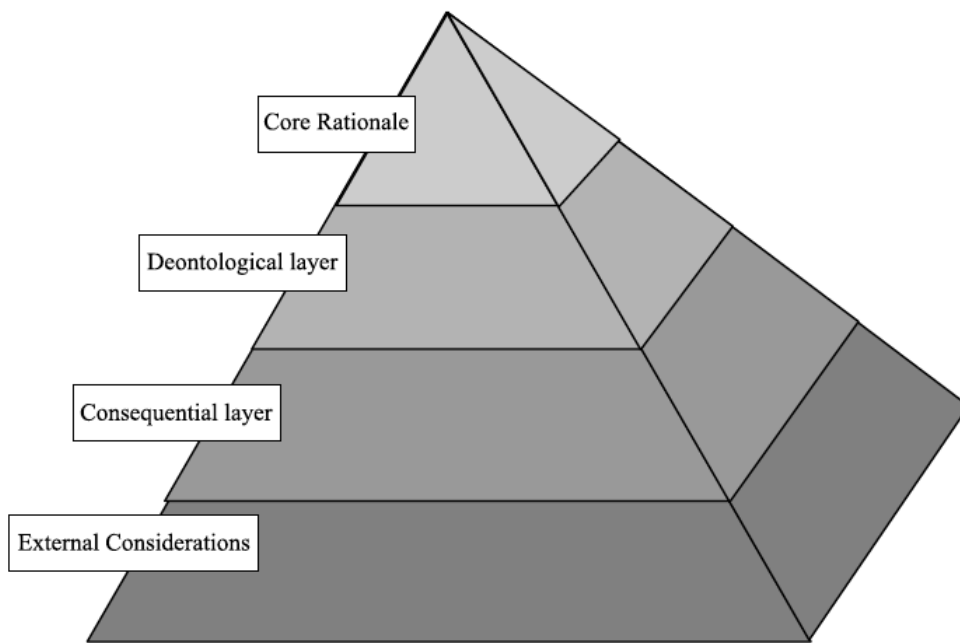 Core Rationale
Deontological layer
Consequential layer
External Considerations